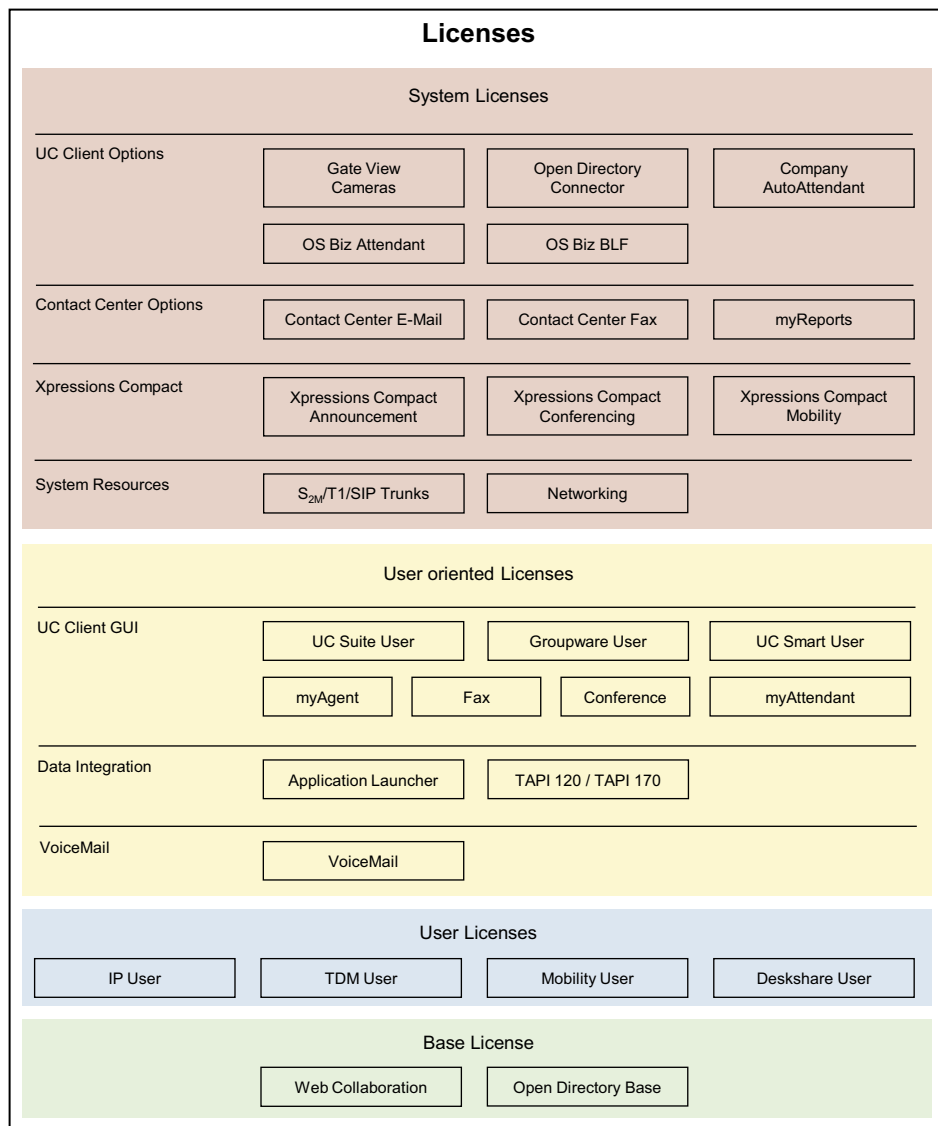 Licenses
System Licenses
UC Client Options
Gate View
Cameras
Open Directory
Connector
Company
AutoAttendant
OS Biz Attendant
OS Biz BLF
Contact Center Options
Contact Center E-Mail
Contact Center Fax
myReports
Xpressions Compact
Xpressions Compact
Announcement
Xpressions Compact
Conferencing
Xpressions Compact
Mobility
System Resources
S2M/T1/SIP Trunks
Networking
User oriented Licenses
UC Client GUI
UC Suite User
Groupware User
UC Smart User
myAgent
Fax
Conference
myAttendant
Data Integration
Application Launcher
TAPI 120 / TAPI 170
VoiceMail
VoiceMail
User Licenses
IP User
TDM User
Mobility User
Deskshare User
Base License
Web Collaboration
Open Directory Base